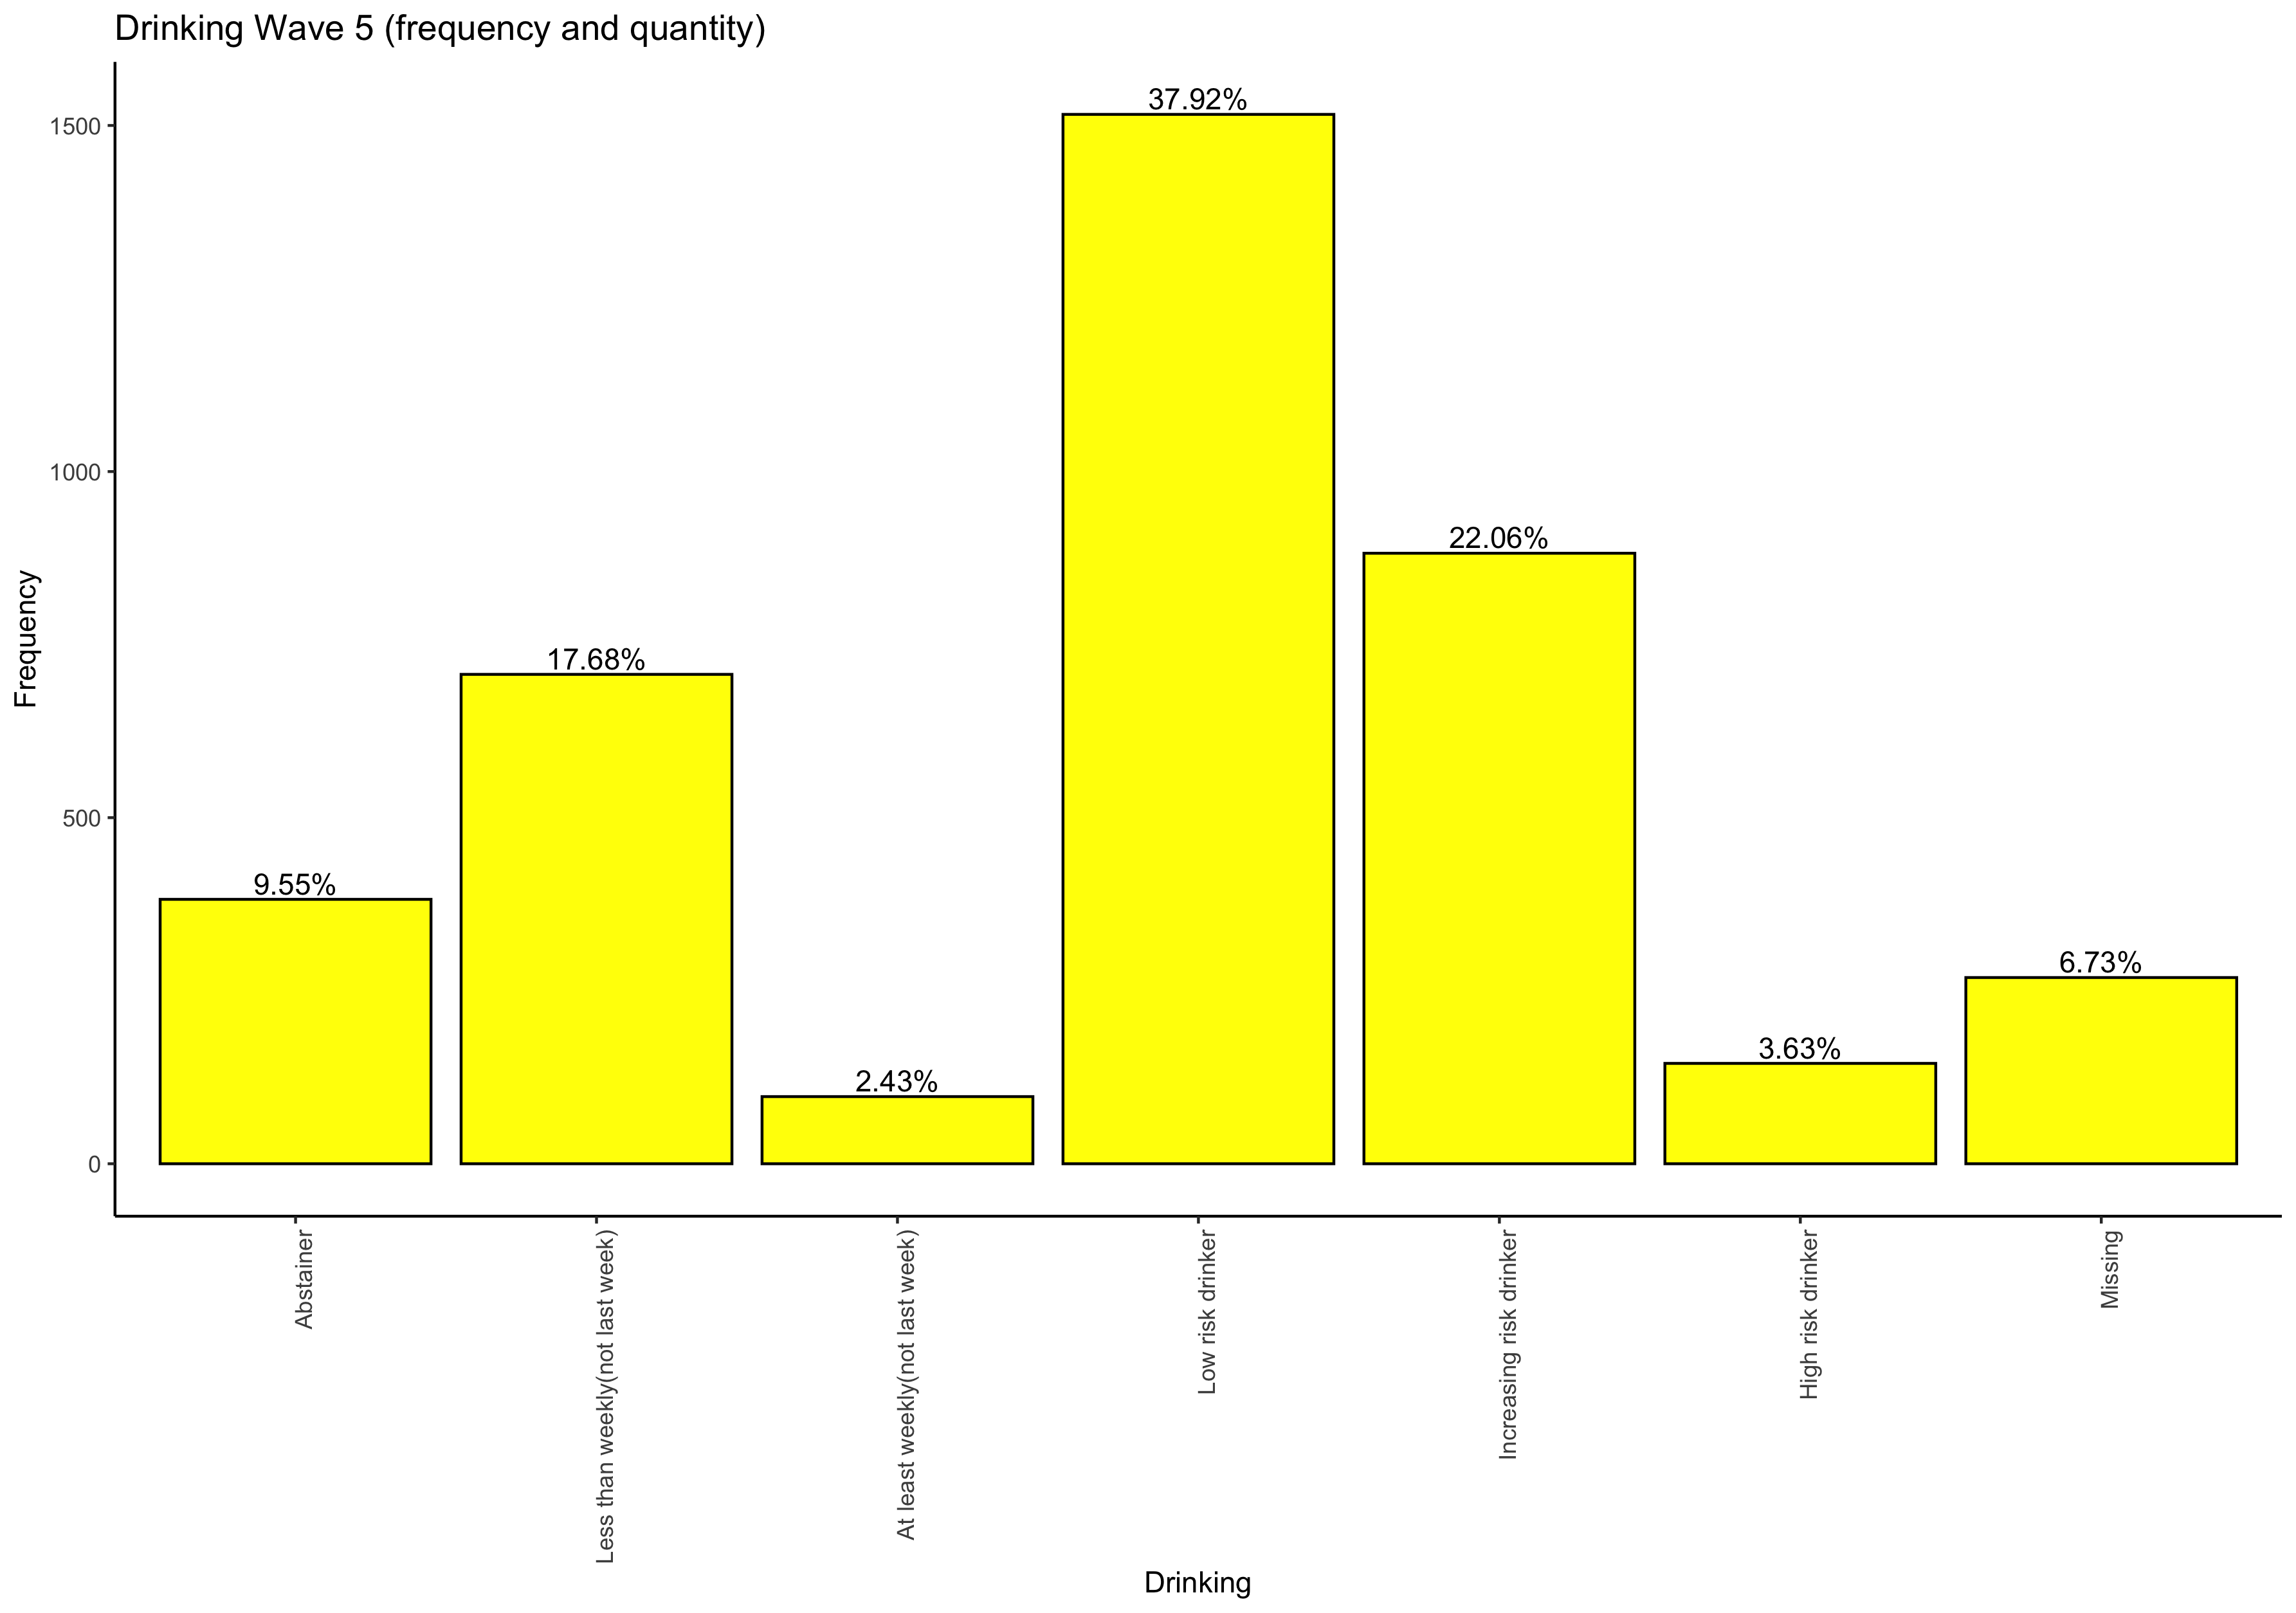 Drinking Wave 5 (frequency and quantity)
37.92%
1500
1000
22.06%
Frequency
17.68%
500
9.55%
6.73%
3.63%
2.43%
0
Abstainer
Less than weekly(not last week)
At least weekly(not last week)
Low risk drinker
Increasing risk drinker
High risk drinker
Missing
Drinking